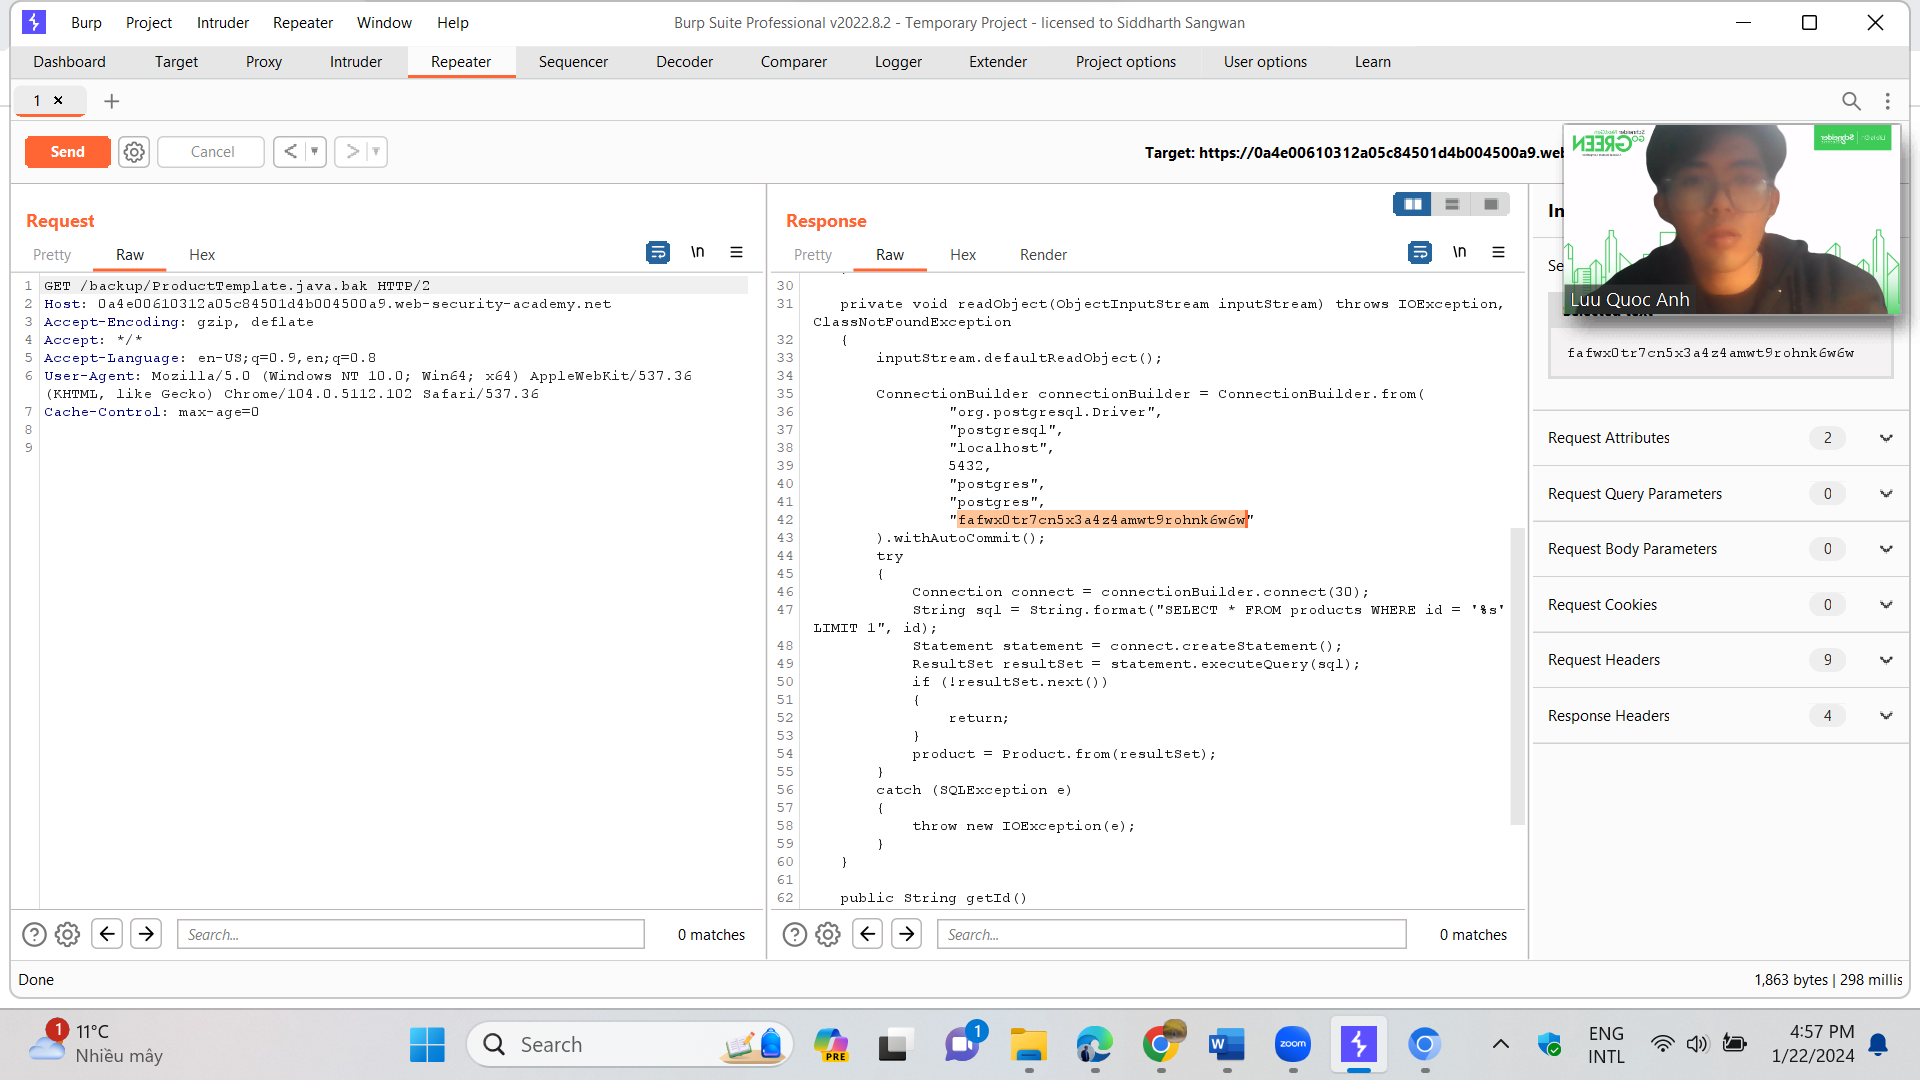 Burp Project Intruder Repeater Window Help
Burp Suite Professional v2022.8.2 - Temporary Project - licensed to Siddharth Sangwan
Dashboard Target Proxy Intruder Repeater Sequencer Decoder Comparer Logger Extender Project options User options Learn
1 ×
Send Cancel
Target: https://0a4e00610312a05c84501d4b004500a9.web
Request
Pretty Raw Hex
\n
1 GET /backup/ProductTemplate.java.bak HTTP/2
2 Host: 0a4e00610312a05c84501d4b004500a9.web-security-academy.net
3 Accept-Encoding: gzip, deflate
4 Accept: */*
5 Accept-Language: en-US;q=0.9,en;q=0.8
6 User-Agent: Mozilla/5.0 (Windows NT 10.0; Win64; x64) AppleWebKit/537.36
(KHTML, like Gecko) Chrome/104.0.5112.102 Safari/537.36
7 Cache-Control: max-age=0
8
9
Search...
0 matches
Response
Pretty Raw Hex Render
\n
30
31 private void readObject(ObjectInputStream inputStream) throws IOException,
ClassNotFoundException
32 {
33 inputStream.defaultReadObject();
34
35 ConnectionBuilder connectionBuilder = ConnectionBuilder.from(
36 "org.postgresql.Driver",
37 "postgresql",
38 "localhost",
39 5432,
40 "postgres",
41 "postgres",
42 "fafwx0tr7cn5x3a4z4amwt9rohnk6w6w"
43 ).withAutoCommit();
44 try
45 {
46 Connection connect = connectionBuilder.connect(30);
47 String sql = String.format("SELECT * FROM products WHERE id = '%s'
LIMIT 1", id);
48 Statement statement = connect.createStatement();
49 ResultSet resultSet = statement.executeQuery(sql);
50 if (!resultSet.next())
51 {
52 return;
53 }
54 product = Product.from(resultSet);
55 }
56 catch (SQLException e)
57 {
58 throw new IOException(e);
59 }
60 }
61
62 public String getId()
Search...
0 matches
In
Se
GREEN
Schneider
Luu Quoc Anh
fafwx0tr7cn5x3a4z4amwt9rohnk6w6w
Request Attributes 2
Request Query Parameters 0
Request Body Parameters 0
Request Cookies 0
Request Headers 9
Response Headers 4
Done
1,863 bytes | 298 millis
1
11°C
Nhiều mây
Search
PRE
1
W
zoom
ENG
INTL
4:57 PM
1/22/2024